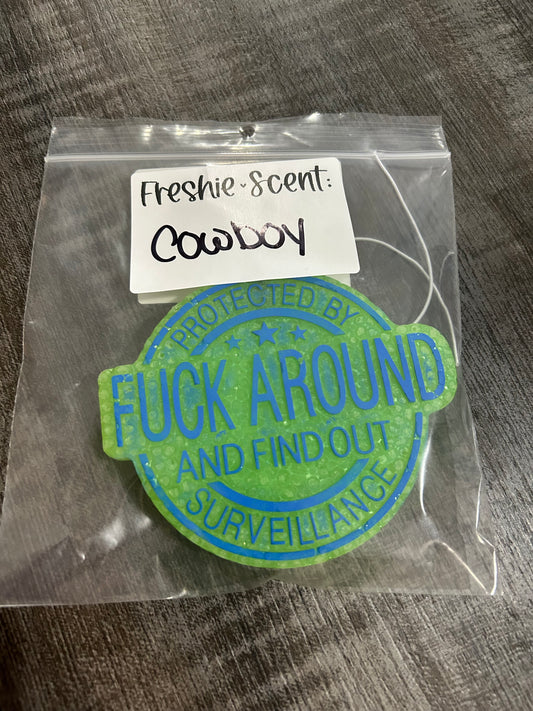 Freshie Scent:
Cowboy
PROTECTED BY
FUCK AROUND
AND FIND OUT
SURVEILLANCE